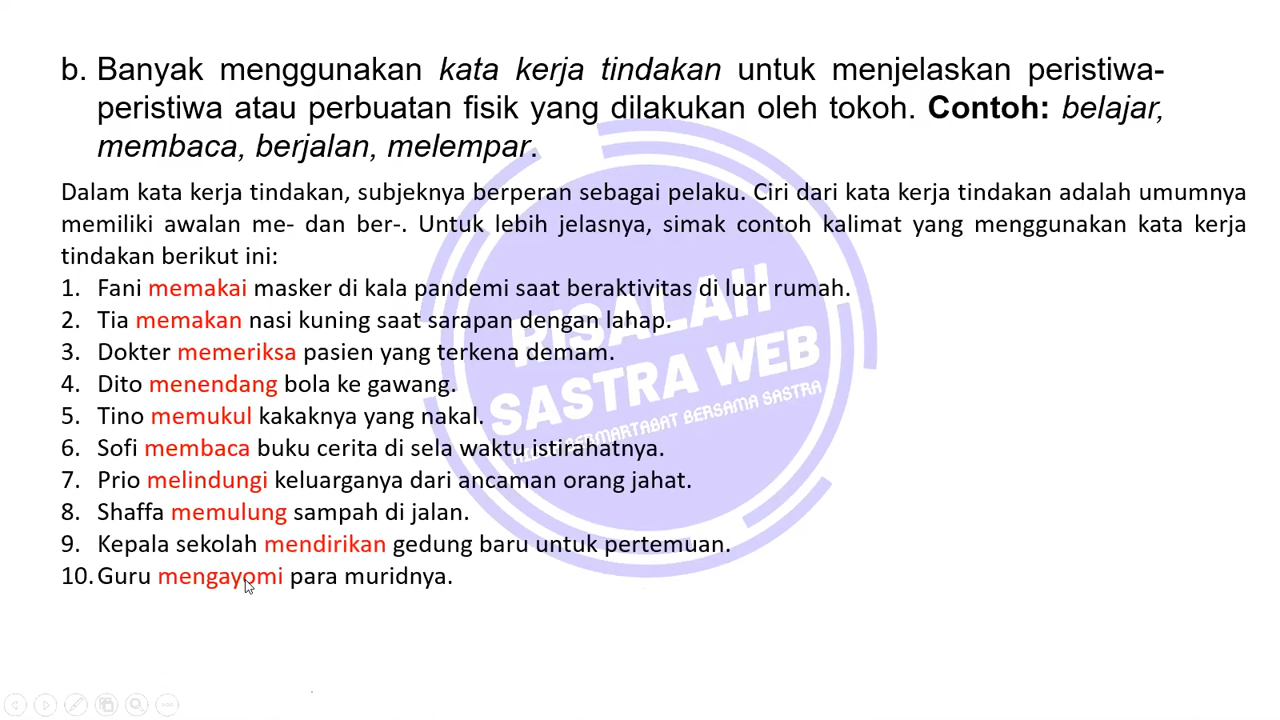 b. Banyak menggunakan kata kerja tindakan untuk menjelaskan peristiwa-
peristiwa atau perbuatan fisik yang dilakukan oleh tokoh. Contoh: belajar,
membaca, berjalan, melempar.
Dalam kata kerja tindakan, subjeknya berperan sebagai pelaku. Ciri dari kata kerja tindakan adalah umumnya
memiliki awalan me- dan ber-. Untuk lebih jelasnya, simak contoh kalimat yang menggunakan kata kerja
tindakan berikut ini:
1. Fani memakai masker di kala pandemi saat beraktivitas di luar rumah.
2. Tia memakan nasi kuning saat sarapan dengan lahap.
3. Dokter memeriksa pasien yang terkena demam.
4. Dito menendang bola ke gawang.
5. Tino memukul kakaknya yang nakal.
6. Sofi membaca buku cerita di sela waktu istirahatnya.
7. Prio melindungi keluarganya dari ancaman orang jahat.
8. Shaffa memulung sampah di jalan.
9. Kepala sekolah mendirikan gedung baru untuk pertemuan.
10. Guru mengayomi para muridnya.
RISALAH
SASTRA WEB
BERMARTABAT BERSAMA SASTRA